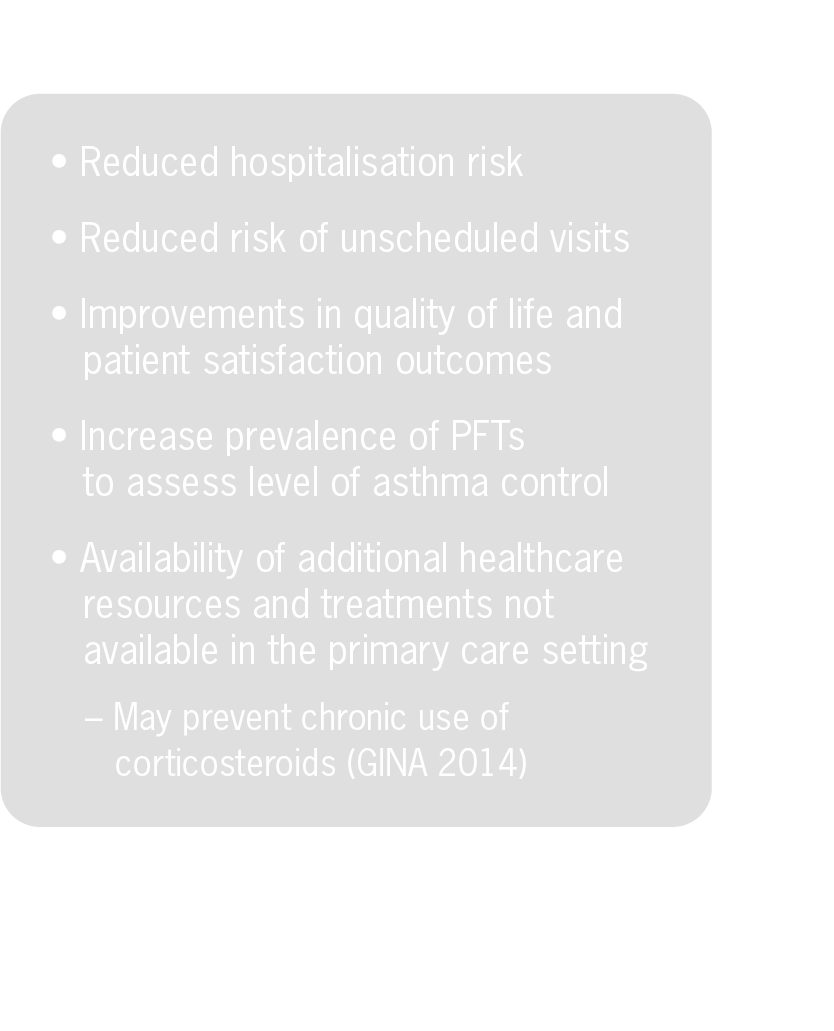 • Reduced hospitalisation risk
• Reduced risk of unscheduled visits
• Improvements in quality of life and
patient satisfaction outcomes
• Increase prevalence of PFTs
to assess level of asthma control
• Availability of additional healthcare
resources and treatments not
available in the primary care setting
– May prevent chronic use of
corticosteroids (GINA 2014)